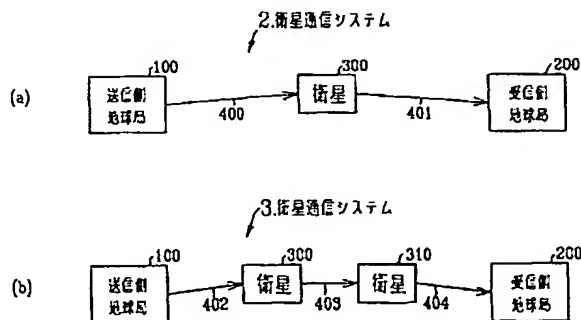 2.衛星通信システム
(a)
100
送信側
地球局
400
300
衛星
401
200
受信側
地球局
3.衛星通信システム
(b)
100
送信側
地球局
402
300
衛星
403
310
衛星
404
200
受信側
地球局